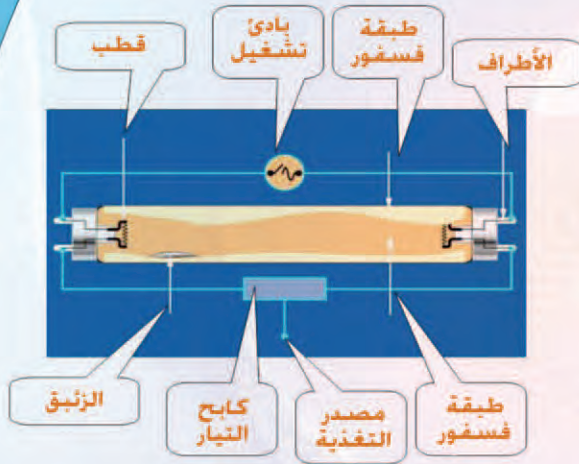 الأطراف
طبقة
فسفور
بادئ
تشغيل
قطب
طبقة
فسفور
مصدر
التغذية
كابح
التيار
الزئبق